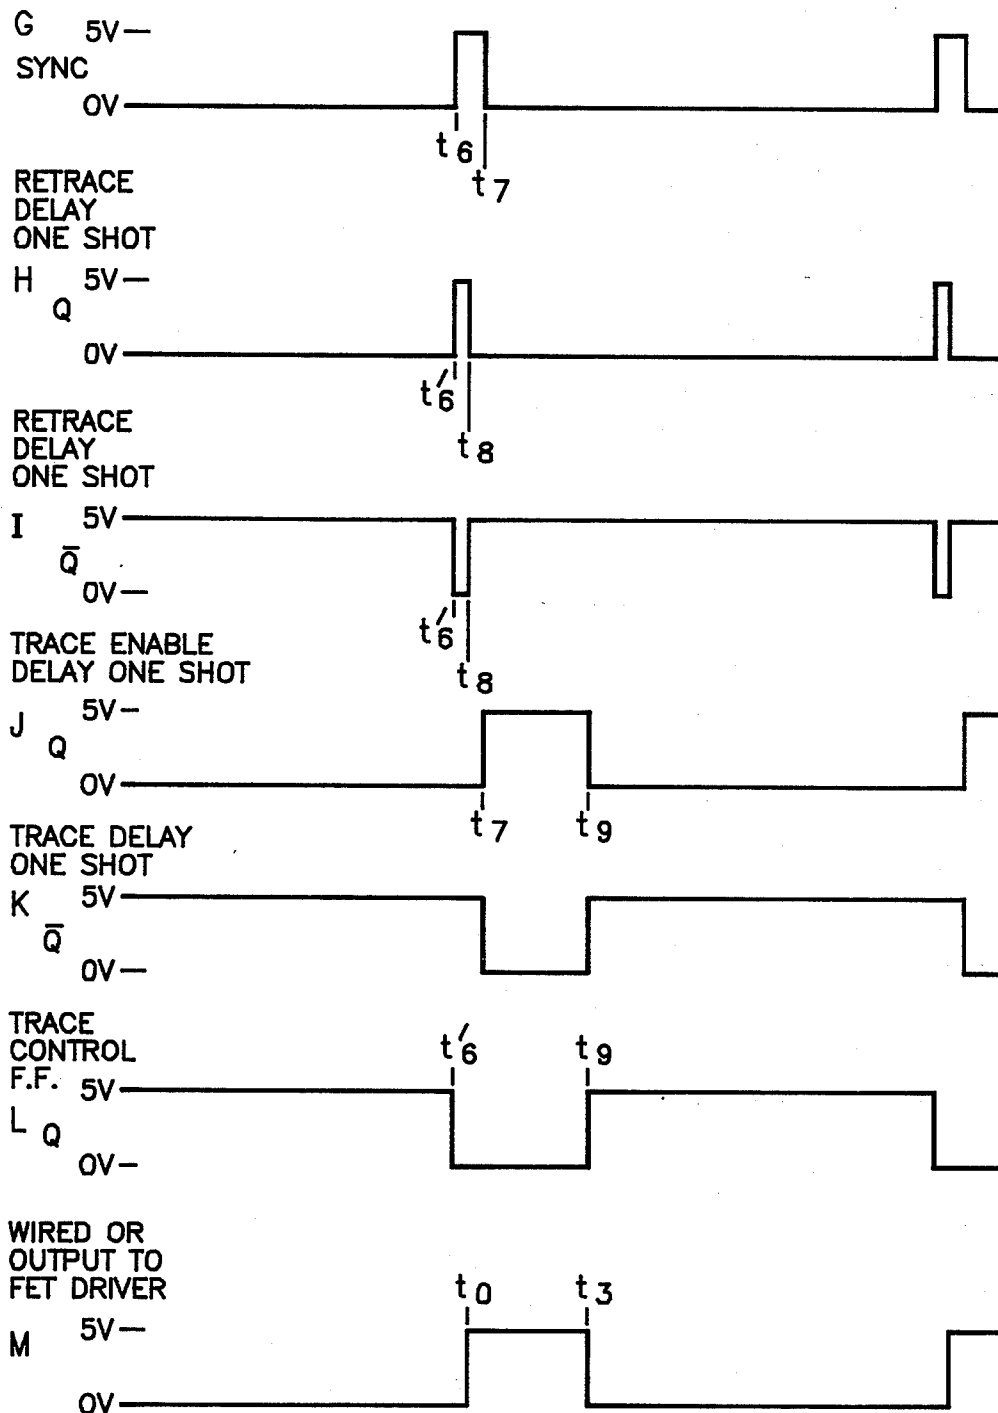 G 5V
SYNC
0V
t6
t7
RETRACE
DELAY
ONE SHOT
H 5V
Q
0V
t'6
t8
RETRACE
DELAY
ONE SHOT
I 5V
Q̅
0V
t'6
t8
TRACE ENABLE
DELAY ONE SHOT
J 5V
Q
0V
t7 t9
TRACE DELAY
ONE SHOT
K 5V
Q̅
0V
TRACE
CONTROL
F.F. 5V
t'6 t9
L Q
0V
WIRED OR
OUTPUT TO
FET DRIVER
t0 t3
M 5V
0V